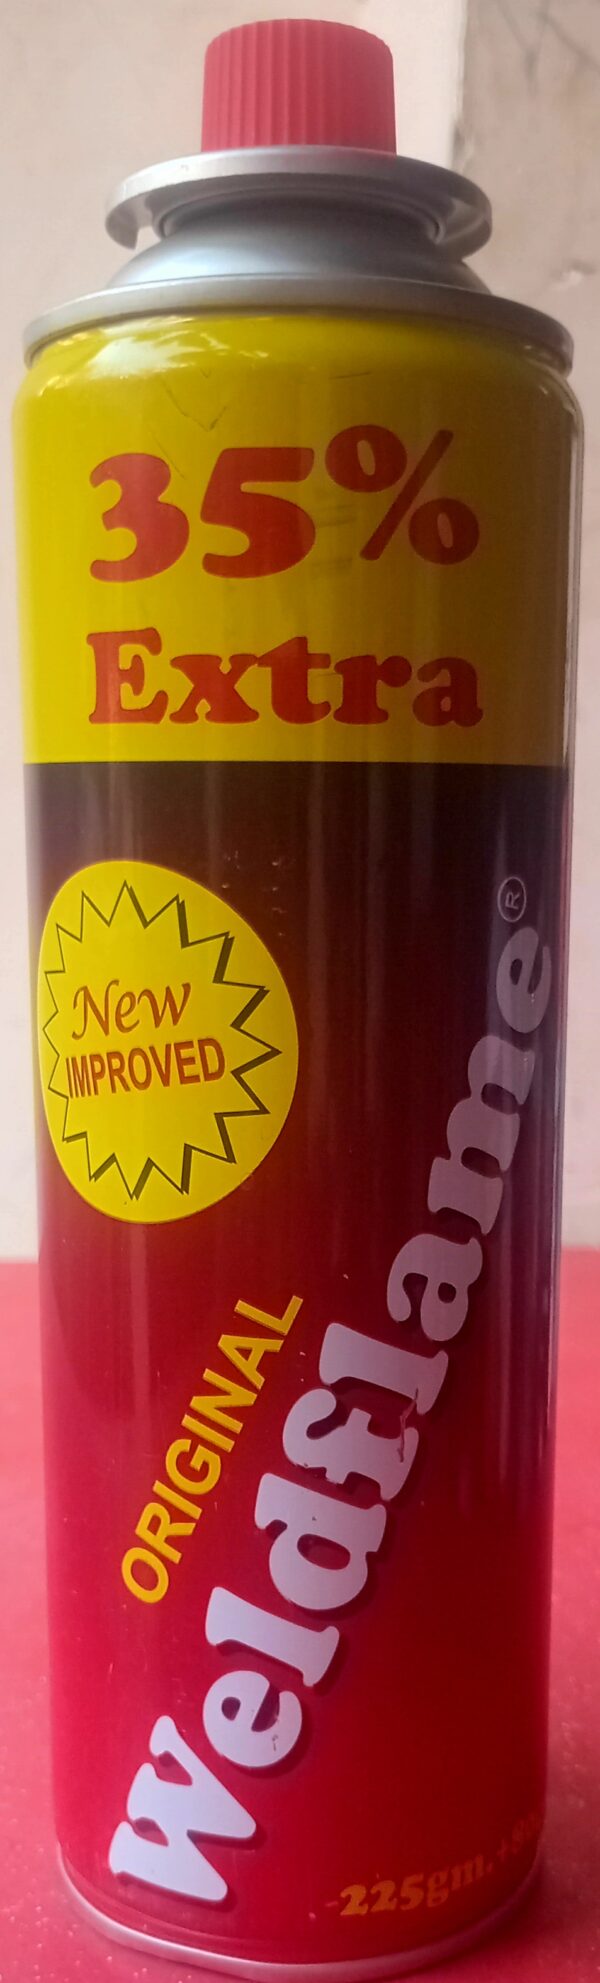 35%
Extra
New
IMPROVED
ORIGINAL
Weldflame®
225gm.